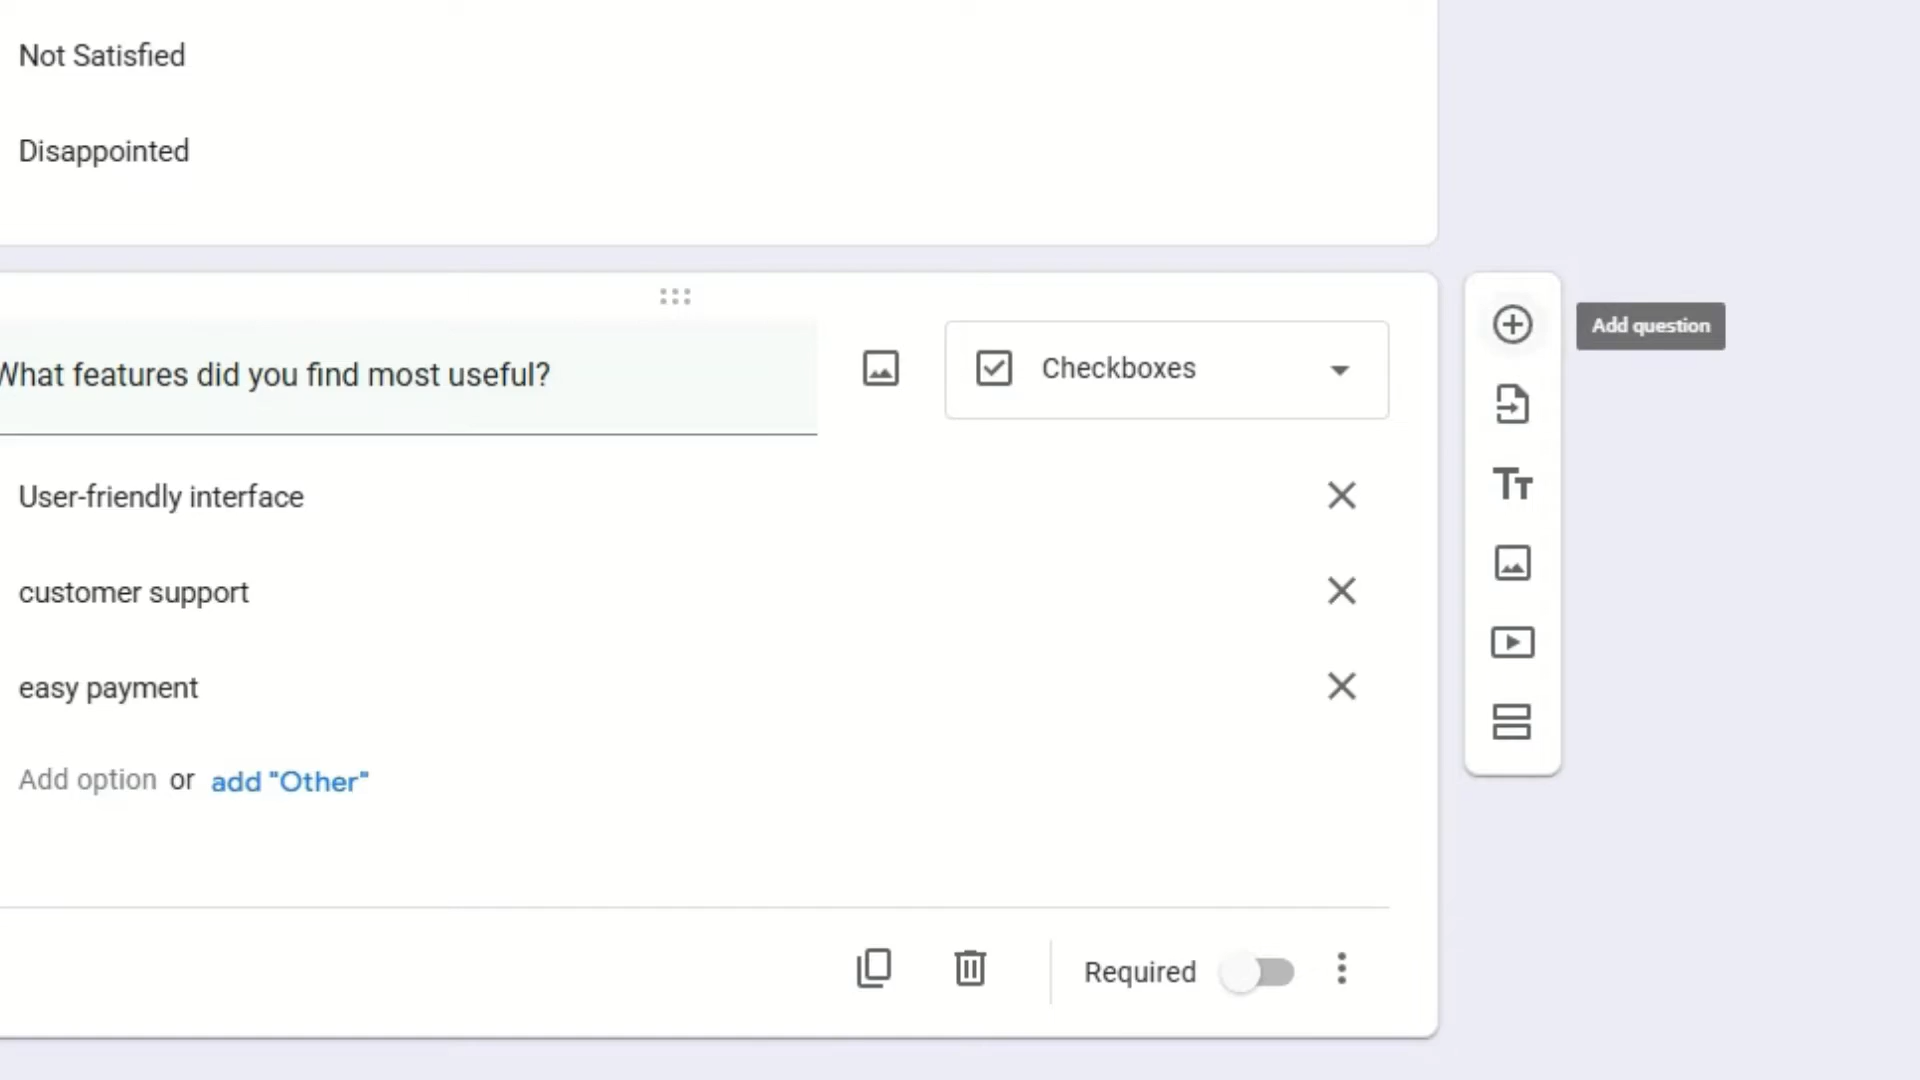 Not Satisfied
Disappointed
Add question
What features did you find most useful?
Checkboxes
User-friendly interface
customer support
easy payment
Add option or add "Other"
Required